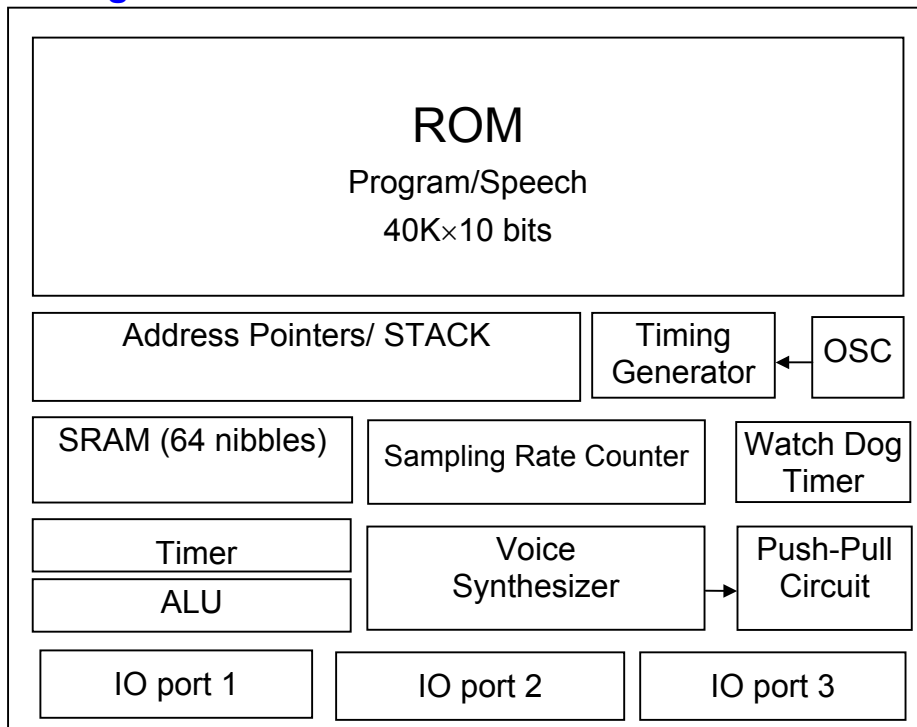 ROM
Program/Speech
40K×10 bits
Address Pointers/ STACK
Timing
Generator
OSC
SRAM (64 nibbles)
Sampling Rate Counter
Watch Dog
Timer
Timer
ALU
Voice
Synthesizer
Push-Pull
Circuit
IO port 1
IO port 2
IO port 3